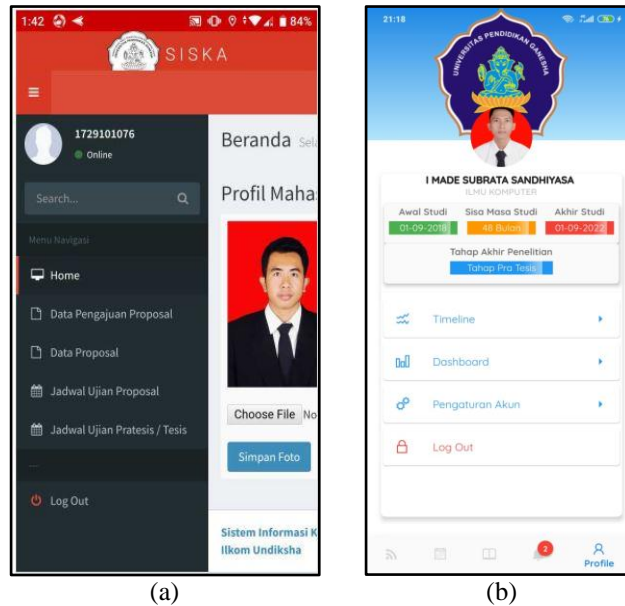 1:42 84%
SISKA
1729101076
Online
Search...
Menu Navigasi
Home
Data Pengajuan Proposal
Data Proposal
Jadwal Ujian Proposal
Jadwal Ujian Pratesis / Tesis
Log Out
Beranda
Profil Mahas
Choose File No
Simpan Foto
Sistem Informasi K
Ilkom Undiksha
(a)
21:18
UNIVERSITAS PENDIDIKAN GANESHA
I MADE SUBRATA SANDHIYASA
ILMU KOMPUTER
Awal Studi Sisa Masa Studi Akhir Studi
01-09-2018 46 Bulan 01-09-2022
Tahap Akhir Penelitian
Tahap Pra Tesis
Timeline
Dashboard
Pengaturan Akun
Log Out
2
Profile
(b)